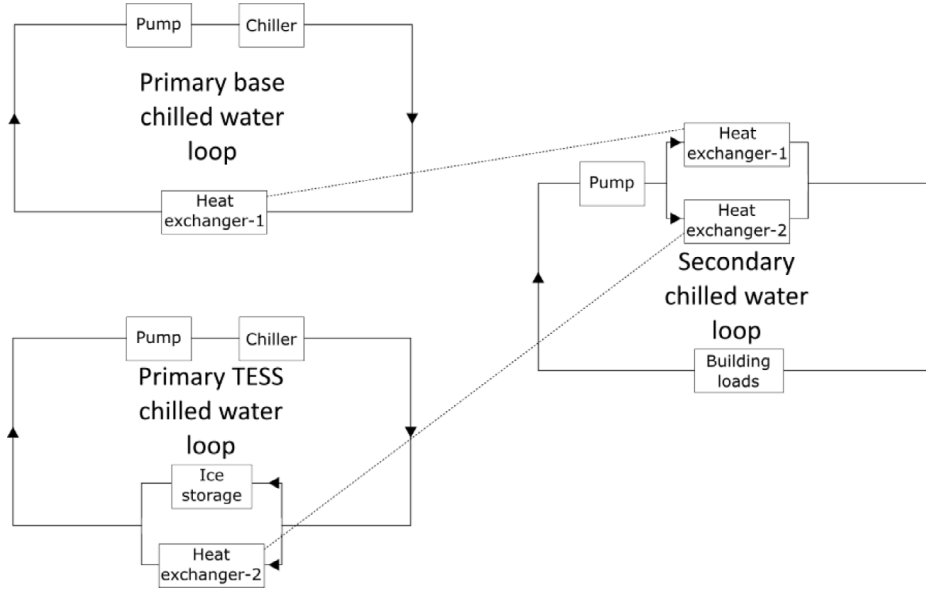 Pump
Chiller
Primary base
chilled water
loop
Heat
exchanger-1
Heat
exchanger-1
Pump
Heat
exchanger-2
Secondary
chilled water
loop
Building
loads
Pump
Chiller
Primary TESS
chilled water
loop
Ice
storage
Heat
exchanger-2